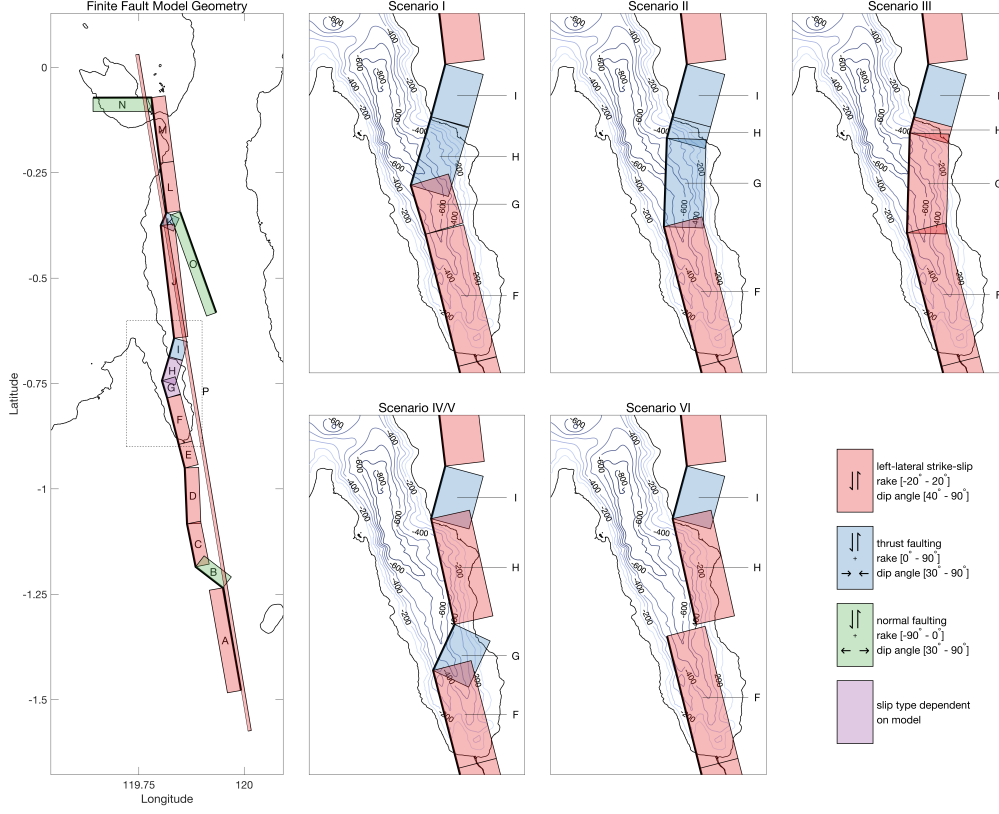 Finite Fault Model Geometry
0
-0.25
-0.5
-0.75
-1
-1.25
-1.5
Latitude
119.75
120
Longitude
N
M
L
K
O
J
I
H
G
P
F
E
D
C
B
A
Scenario I
I
H
G
F
Scenario II
I
H
G
F
Scenario III
I
H
G
F
Scenario IV/V
I
H
G
F
Scenario VI
I
H
F
left-lateral strike-slip
rake [-20° - 20°]
dip angle [40° - 90°]
thrust faulting
rake [0° - 90°]
dip angle [30° - 90°]
normal faulting
rake [-90° - 0°]
dip angle [30° - 90°]
slip type dependent
on model